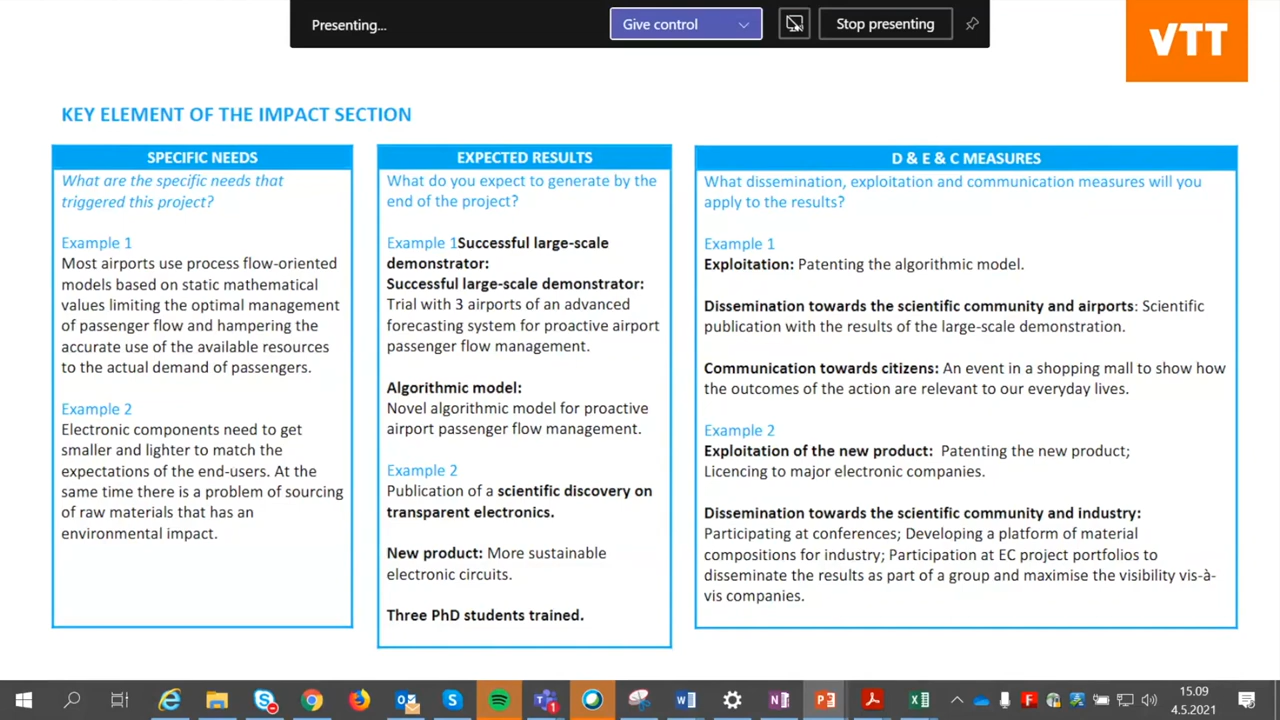 Presenting...
Give control
Stop presenting
VTT
KEY ELEMENT OF THE IMPACT SECTION
SPECIFIC NEEDS
What are the specific needs that
triggered this project?
Example 1
Most airports use process flow-oriented
models based on static mathematical
values limiting the optimal management
of passenger flow and hampering the
accurate use of the available resources
to the actual demand of passengers.
Example 2
Electronic components need to get
smaller and lighter to match the
expectations of the end-users. At the
same time there is a problem of sourcing
of raw materials that has an
environmental impact.
EXPECTED RESULTS
What do you expect to generate by the
end of the project?
Example 1Successful large-scale
demonstrator:
Successful large-scale demonstrator:
Trial with 3 airports of an advanced
forecasting system for proactive airport
passenger flow management.
Algorithmic model:
Novel algorithmic model for proactive
airport passenger flow management.
Example 2
Publication of a scientific discovery on
transparent electronics.
New product: More sustainable
electronic circuits.
Three PhD students trained.
D & E & C MEASURES
What dissemination, exploitation and communication measures will you
apply to the results?
Example 1
Exploitation: Patenting the algorithmic model.
Dissemination towards the scientific community and airports: Scientific
publication with the results of the large-scale demonstration.
Communication towards citizens: An event in a shopping mall to show how
the outcomes of the action are relevant to our everyday lives.
Example 2
Exploitation of the new product: Patenting the new product;
Licencing to major electronic companies.
Dissemination towards the scientific community and industry:
Participating at conferences; Developing a platform of material
compositions for industry; Participation at EC project portfolios to
disseminate the results as part of a group and maximise the visibility vis-à-
vis companies.
15.09
4.5.2021